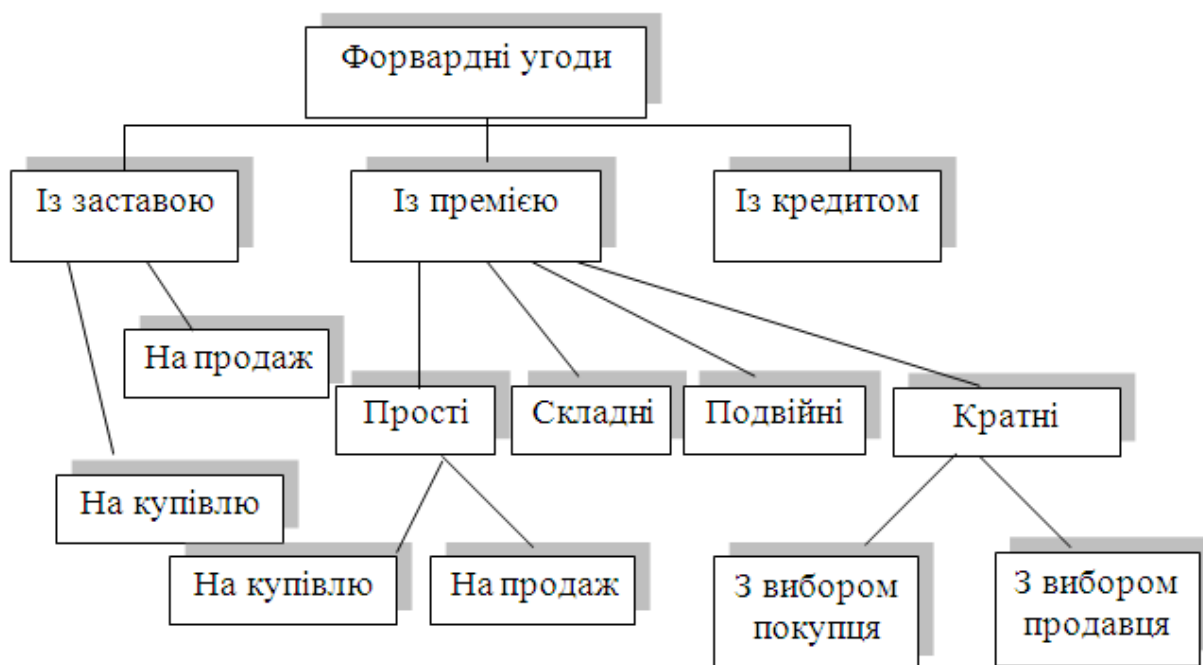 Форвардні угоди
Із заставою
Із премією
Із кредитом
На продаж
Прості
Складні
Подвійні
Кратні
На купівлю
На купівлю
На продаж
З вибором
покупця
З вибором
продавця